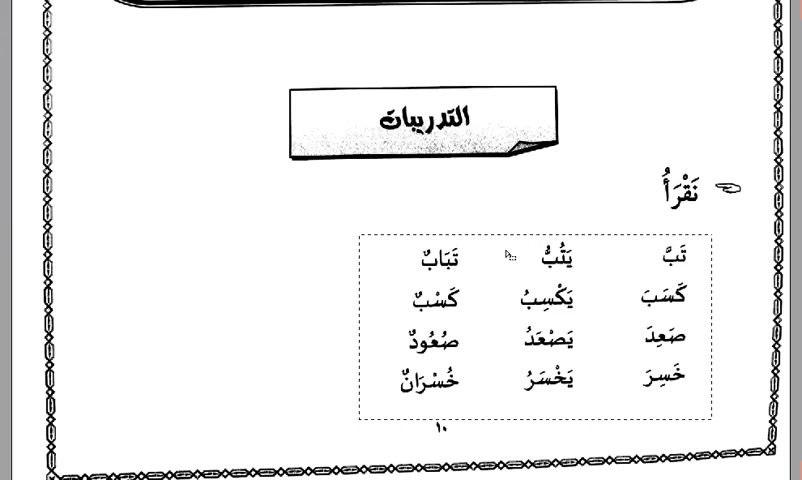 التدريبات
نَقْرَأُ
تَبَّ يَتُبُّ تَبَابٌ
كَسَبَ يَكْسِبُ كَسْبٌ
صَعِدَ يَصْعَدُ صُعُودٌ
خَسِرَ يَخْسَرُ خُسْرَانٌ
١٠